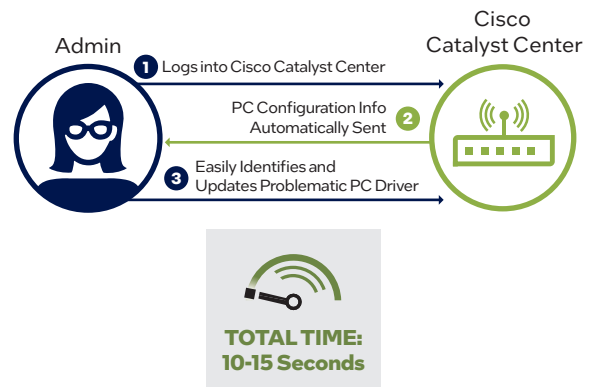 Admin
Cisco
Catalyst Center
1 Logs into Cisco Catalyst Center
PC Configuration Info
Automatically Sent
2
3
Easily Identifies and
Updates Problematic PC Driver
TOTAL TIME:
10-15 Seconds